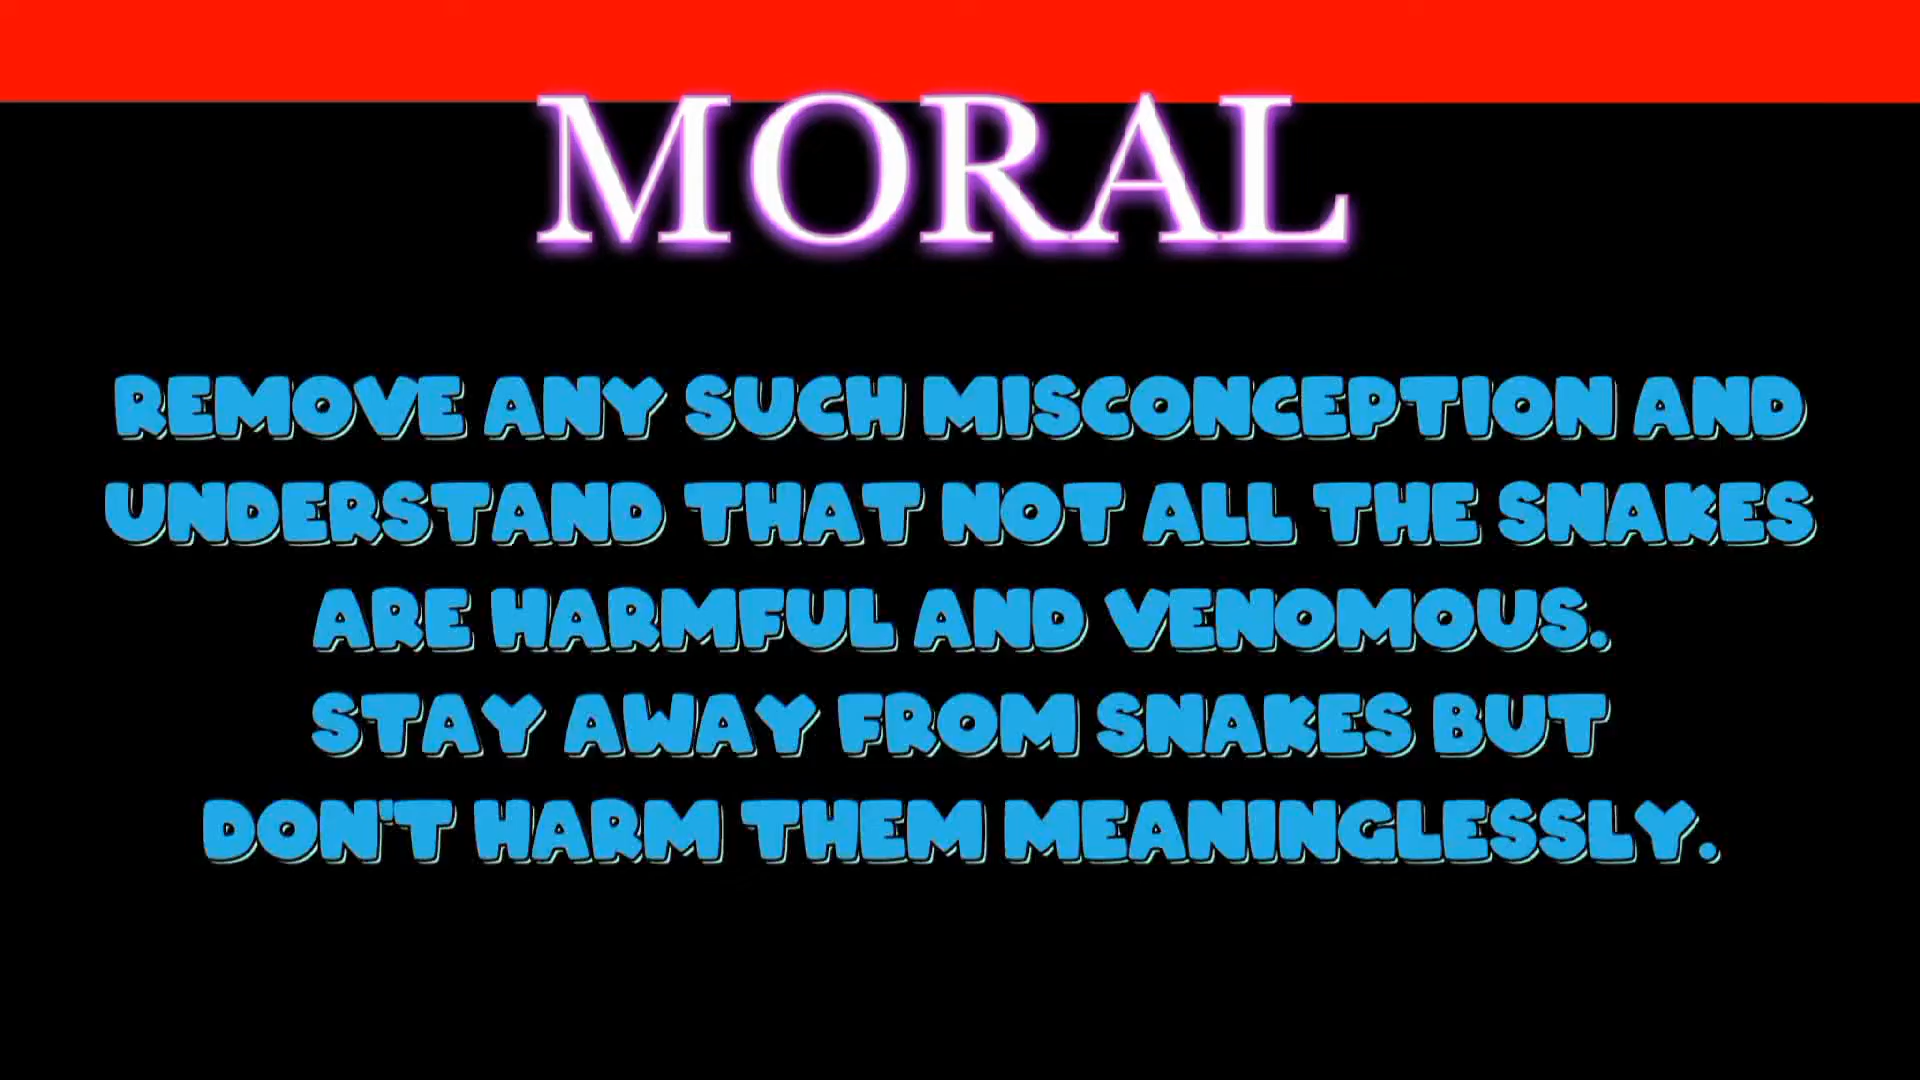 MORAL
REMOVE ANY SUCH MISCONCEPTION AND
UNDERSTAND THAT NOT ALL THE SNAKES
ARE HARMFUL AND VENOMOUS.
STAY AWAY FROM SNAKES BUT
DON'T HARM THEM MEANINGLESSLY.